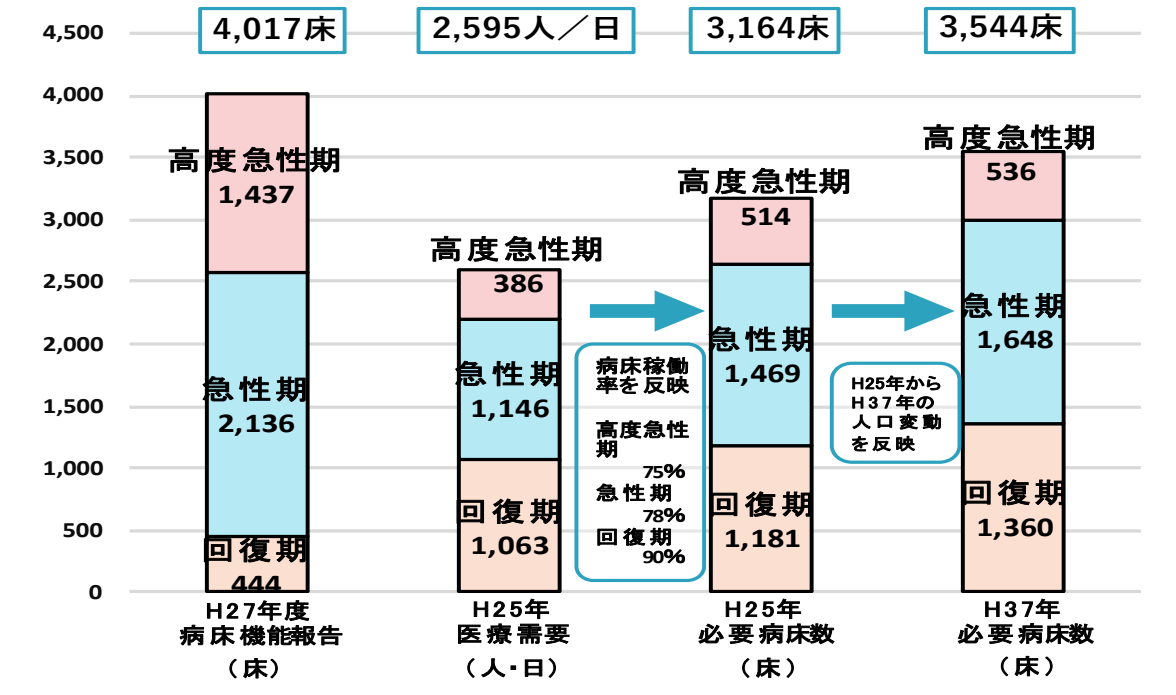 4,017床
2,595人／日
3,164床
3,544床
4,500
4,000
3,500
3,000
2,500
2,000
1,500
1,000
500
0
高度急性期
1,437
急性期
2,136
回復期
444
高度急性期
386
急性期
1,146
回復期
1,063
病床稼働
率を反映
高度急性
期
75%
急性期
78%
回復期
90%
高度急性期
514
急性期
1,469
回復期
1,181
H25年から
H37年の
人口変動
を反映
高度急性期
536
急性期
1,648
回復期
1,360
H27年度
病床機能報告
（床）
H25年
医療需要
（人・日）
H25年
必要病床数
（床）
H37年
必要病床数
（床）